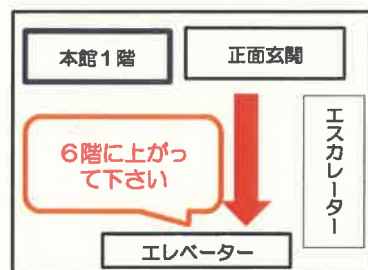 本館1階
正面玄関
6階に上がっ
て下さい
エスカレーター
エレベーター